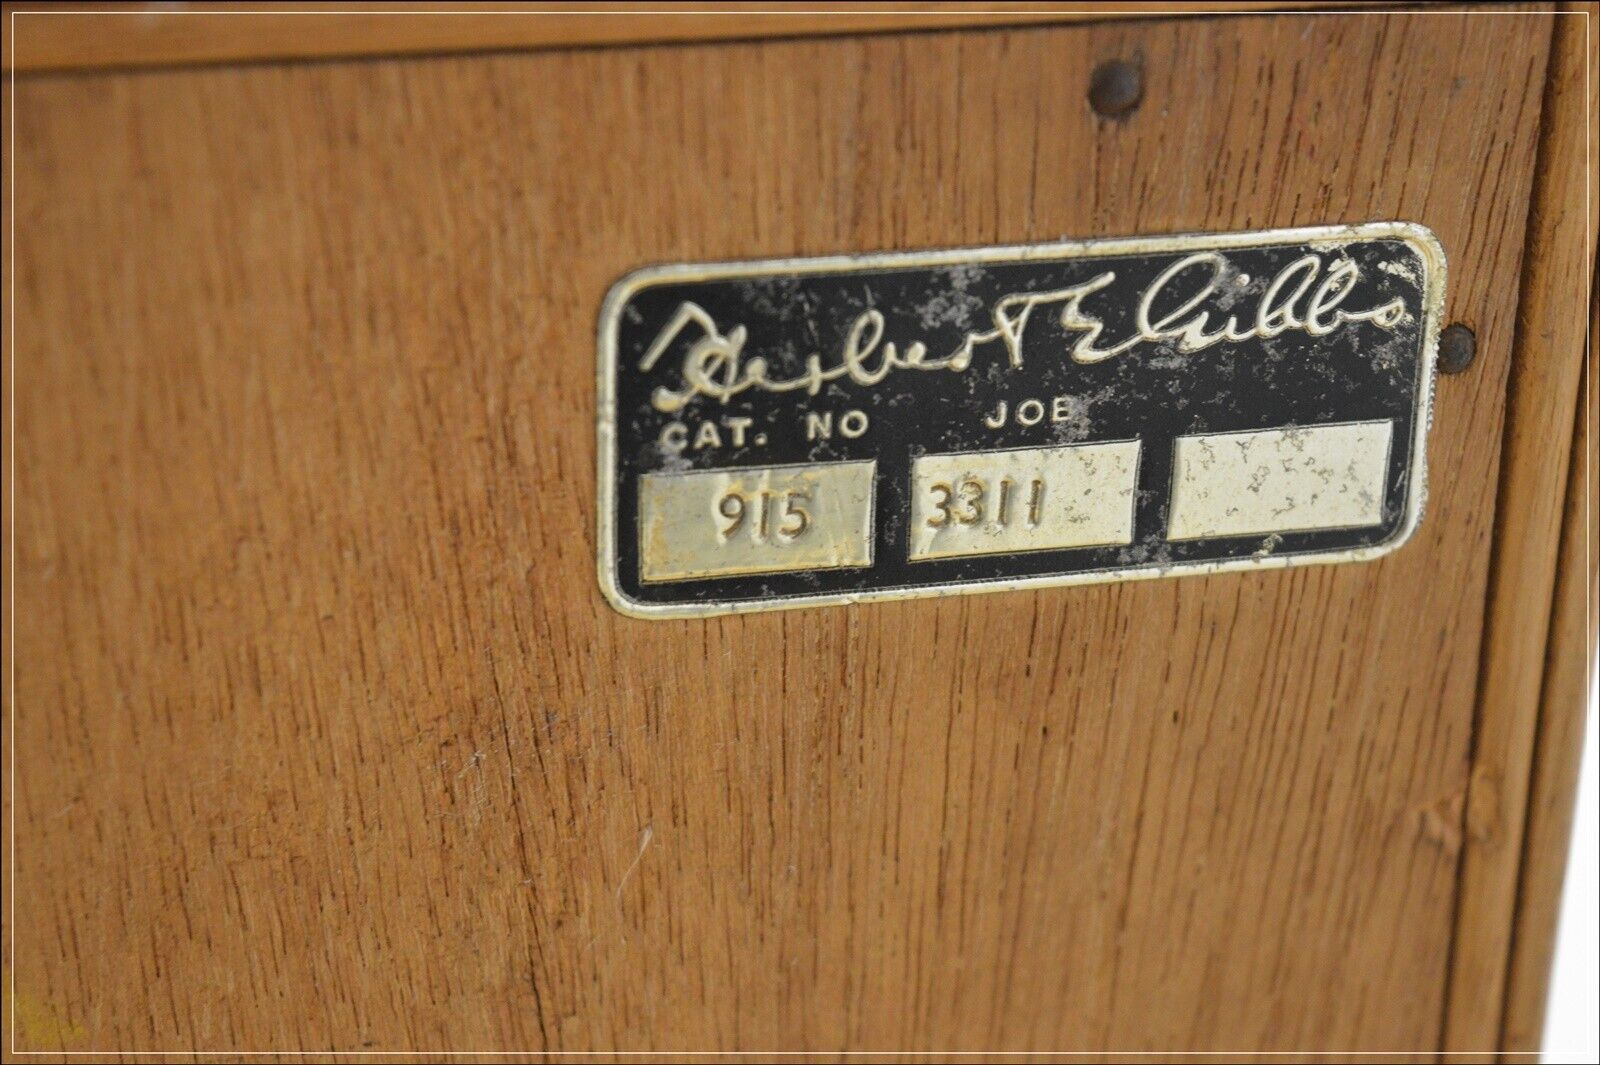 Herbert E Gibbs
CAT. NO JOB
915 3311